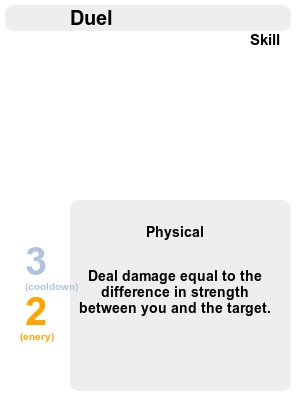 Duel
Skill
Physical
3
(cooldown)
2
(enery)
Deal damage equal to the
difference in strength
between you and the target.